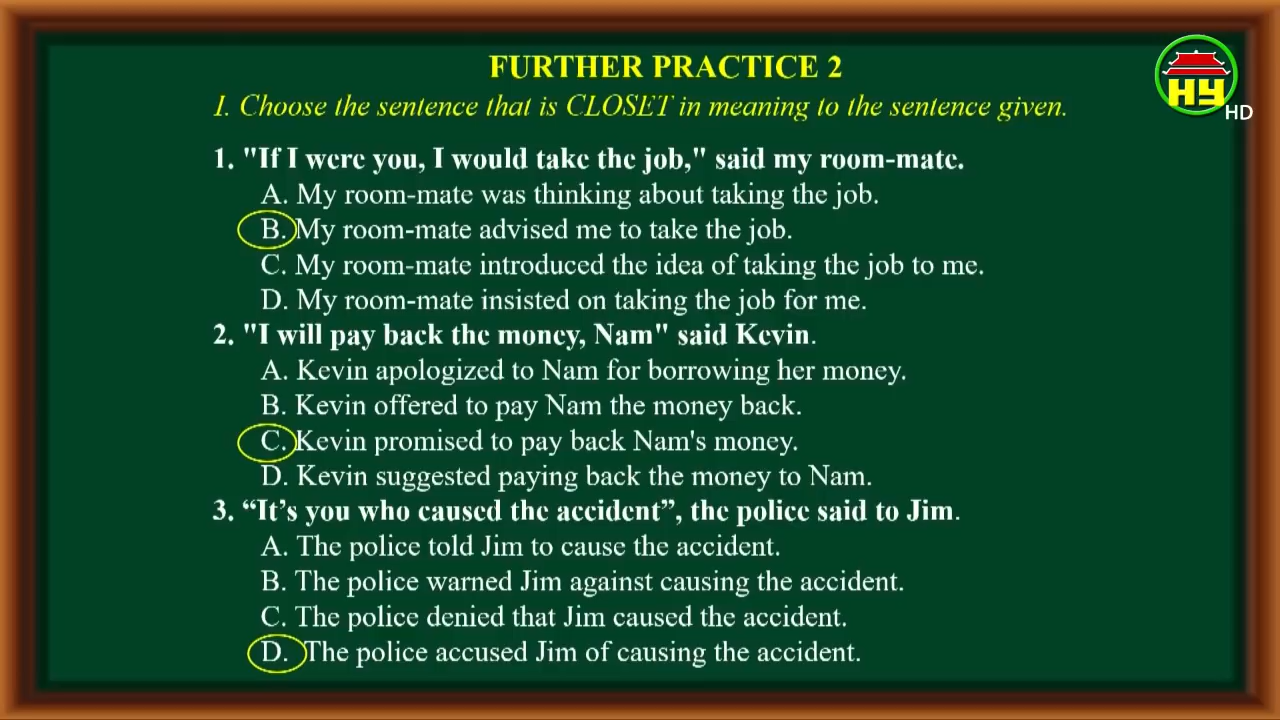 FURTHER PRACTICE 2
I. Choose the sentence that is CLOSET in meaning to the sentence given.
1. "If I were you, I would take the job," said my room-mate.
A. My room-mate was thinking about taking the job.
B. My room-mate advised me to take the job.
C. My room-mate introduced the idea of taking the job to me.
D. My room-mate insisted on taking the job for me.
2. "I will pay back the money, Nam" said Kevin.
A. Kevin apologized to Nam for borrowing her money.
B. Kevin offered to pay Nam the money back.
C. Kevin promised to pay back Nam's money.
D. Kevin suggested paying back the money to Nam.
3. “It’s you who caused the accident”, the police said to Jim.
A. The police told Jim to cause the accident.
B. The police warned Jim against causing the accident.
C. The police denied that Jim caused the accident.
D. The police accused Jim of causing the accident.
HY
HD